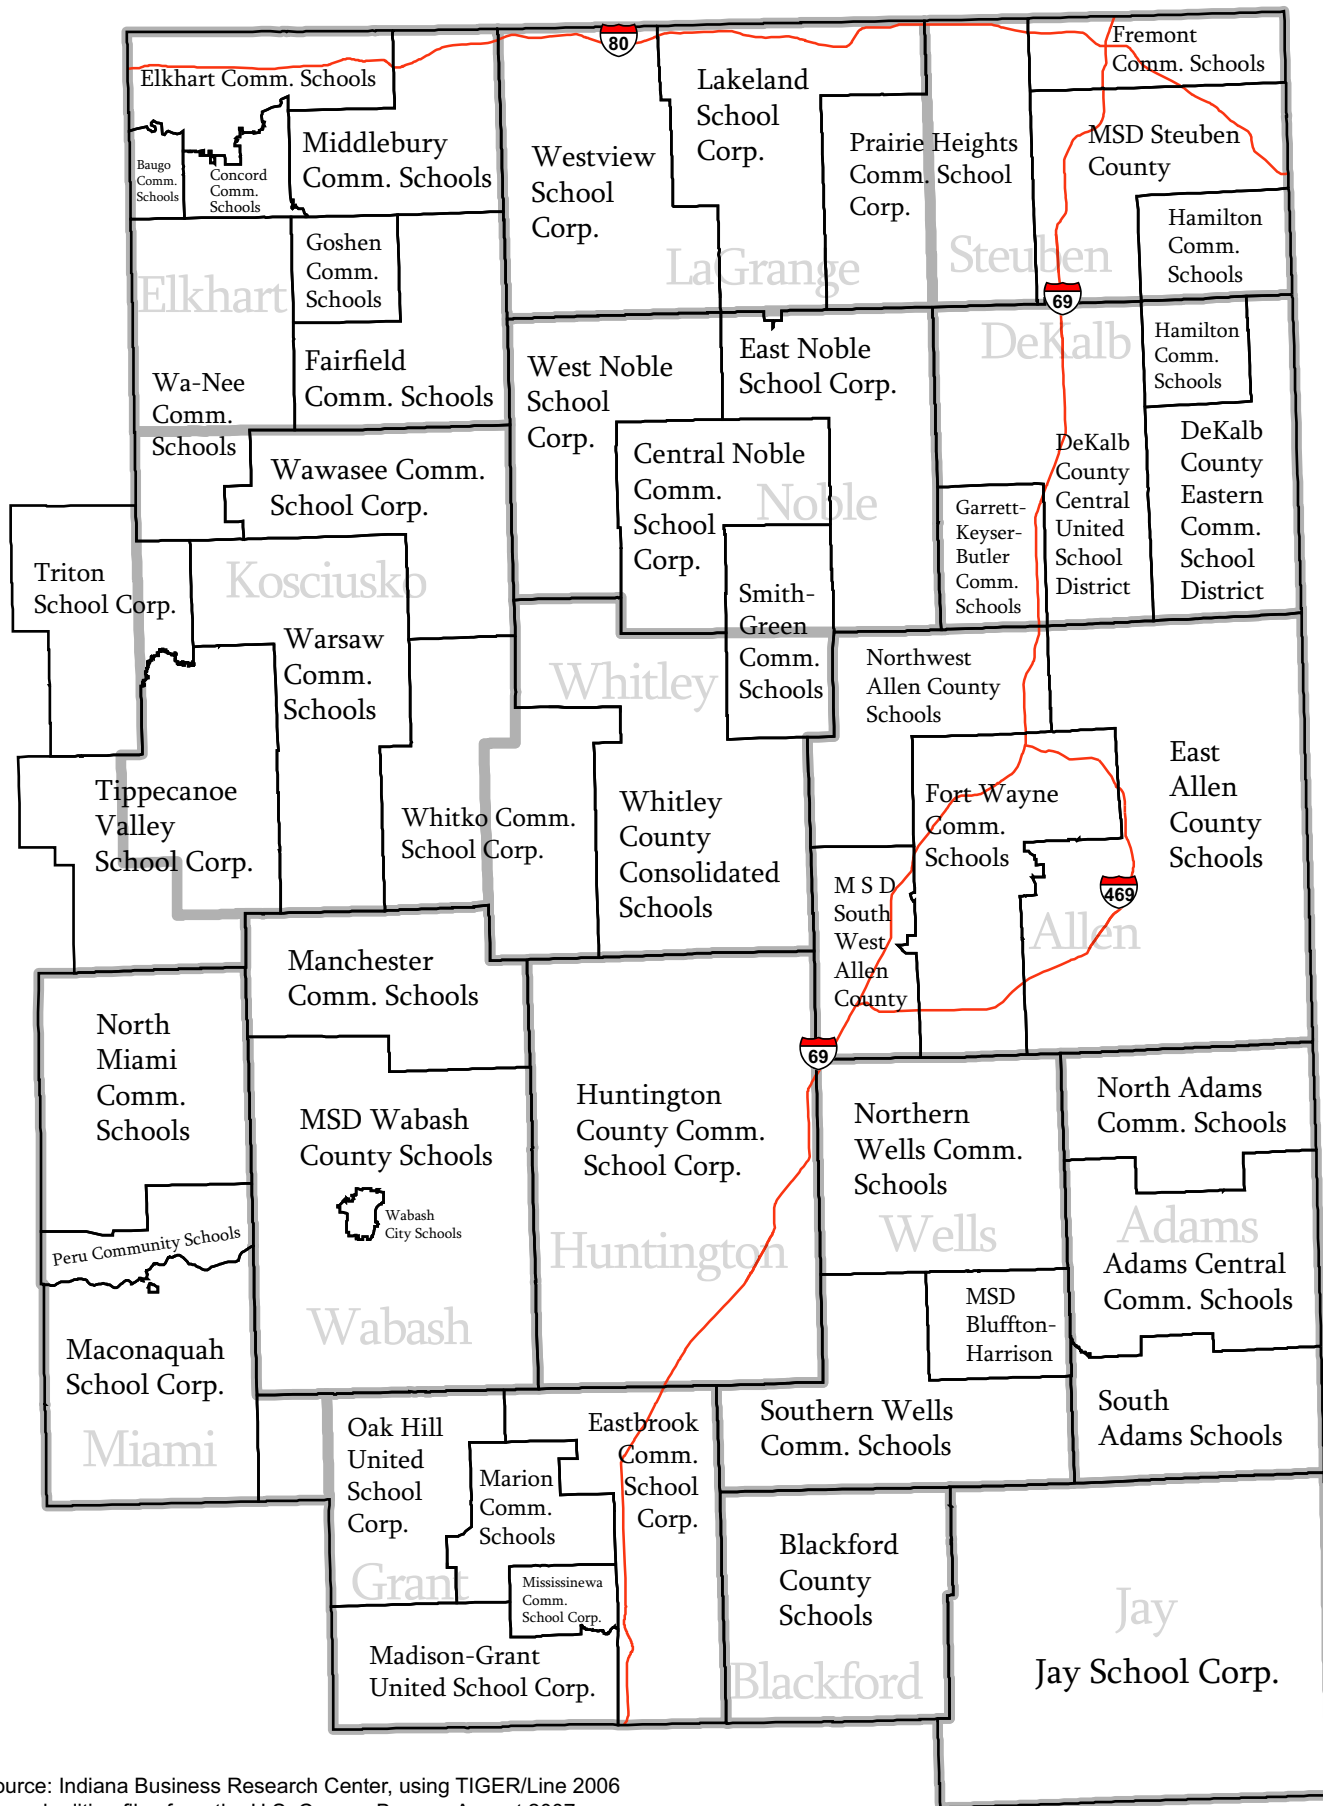 80
Fremont
Comm. Schools
Elkhart Comm. Schools
Lakeland
School
Corp.
Middlebury
Comm. Schools
Westview
School
Corp.
Prairie Heights
Comm. School
Corp.
MSD Steuben
County
Baugo
Comm.
Schools
Concord
Comm.
Schools
Hamilton
Comm.
Schools
Goshen
Comm.
Schools
Elkhart
LaGrange
Steuben
69
DeKalb
Hamilton
Comm.
Schools
Fairfield
Comm. Schools
Wa-Nee
Comm.
Schools
West Noble
School
Corp.
East Noble
School Corp.
Wawasee Comm.
School Corp.
Central Noble
Comm.
School
Corp.
Noble
DeKalb
County
Central
United
School
District
DeKalb
County
Eastern
Comm.
School
District
Garrett-
Keyser-
Butler
Comm.
Schools
Triton
School Corp.
Kosciusko
Smith-
Green
Comm.
Schools
Warsaw
Comm.
Schools
Whitley
Northwest
Allen County
Schools
Tippecanoe
Valley
School Corp.
Whitko Comm.
School Corp.
Whitley
County
Consolidated
Schools
Fort Wayne
Comm.
Schools
East
Allen
County
Schools
M S D
South
West
Allen
County
469
Allen
Manchester
Comm. Schools
North
Miami
Comm.
Schools
69
MSD Wabash
County Schools
Huntington
County Comm.
School Corp.
Northern
Wells Comm.
Schools
North Adams
Comm. Schools
Wabash
City Schools
Peru Community Schools
Huntington
Wells
Adams
Adams Central
Comm. Schools
MSD
Bluffton-
Harrison
Wabash
Maconaquah
School Corp.
Miami
Oak Hill
United
School
Corp.
Eastbrook
Comm.
School
Corp.
Southern Wells
Comm. Schools
South
Adams Schools
Marion
Comm.
Schools
Grant
Mississinewa
Comm.
School Corp.
Blackford
County
Schools
Jay
Madison-Grant
United School Corp.
Blackford
Jay School Corp.
ource: Indiana Business Research Center, using TIGER/Line 2006